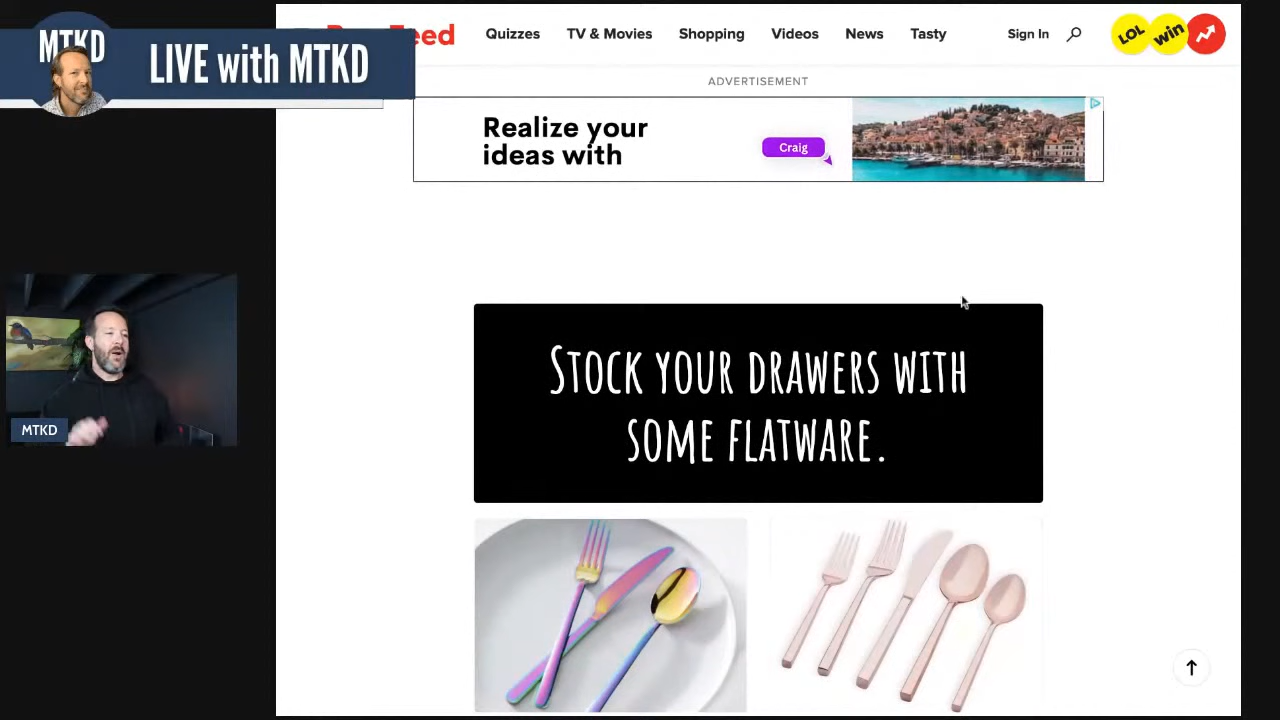 MTKD
LIVE with MTKD
eed
Quizzes
TV & Movies
Shopping
Videos
News
Tasty
Sign In
LOL
win
ADVERTISEMENT
Realize your
ideas with
Craig
STOCK YOUR DRAWERS WITH
SOME FLATWARE.
MTKD